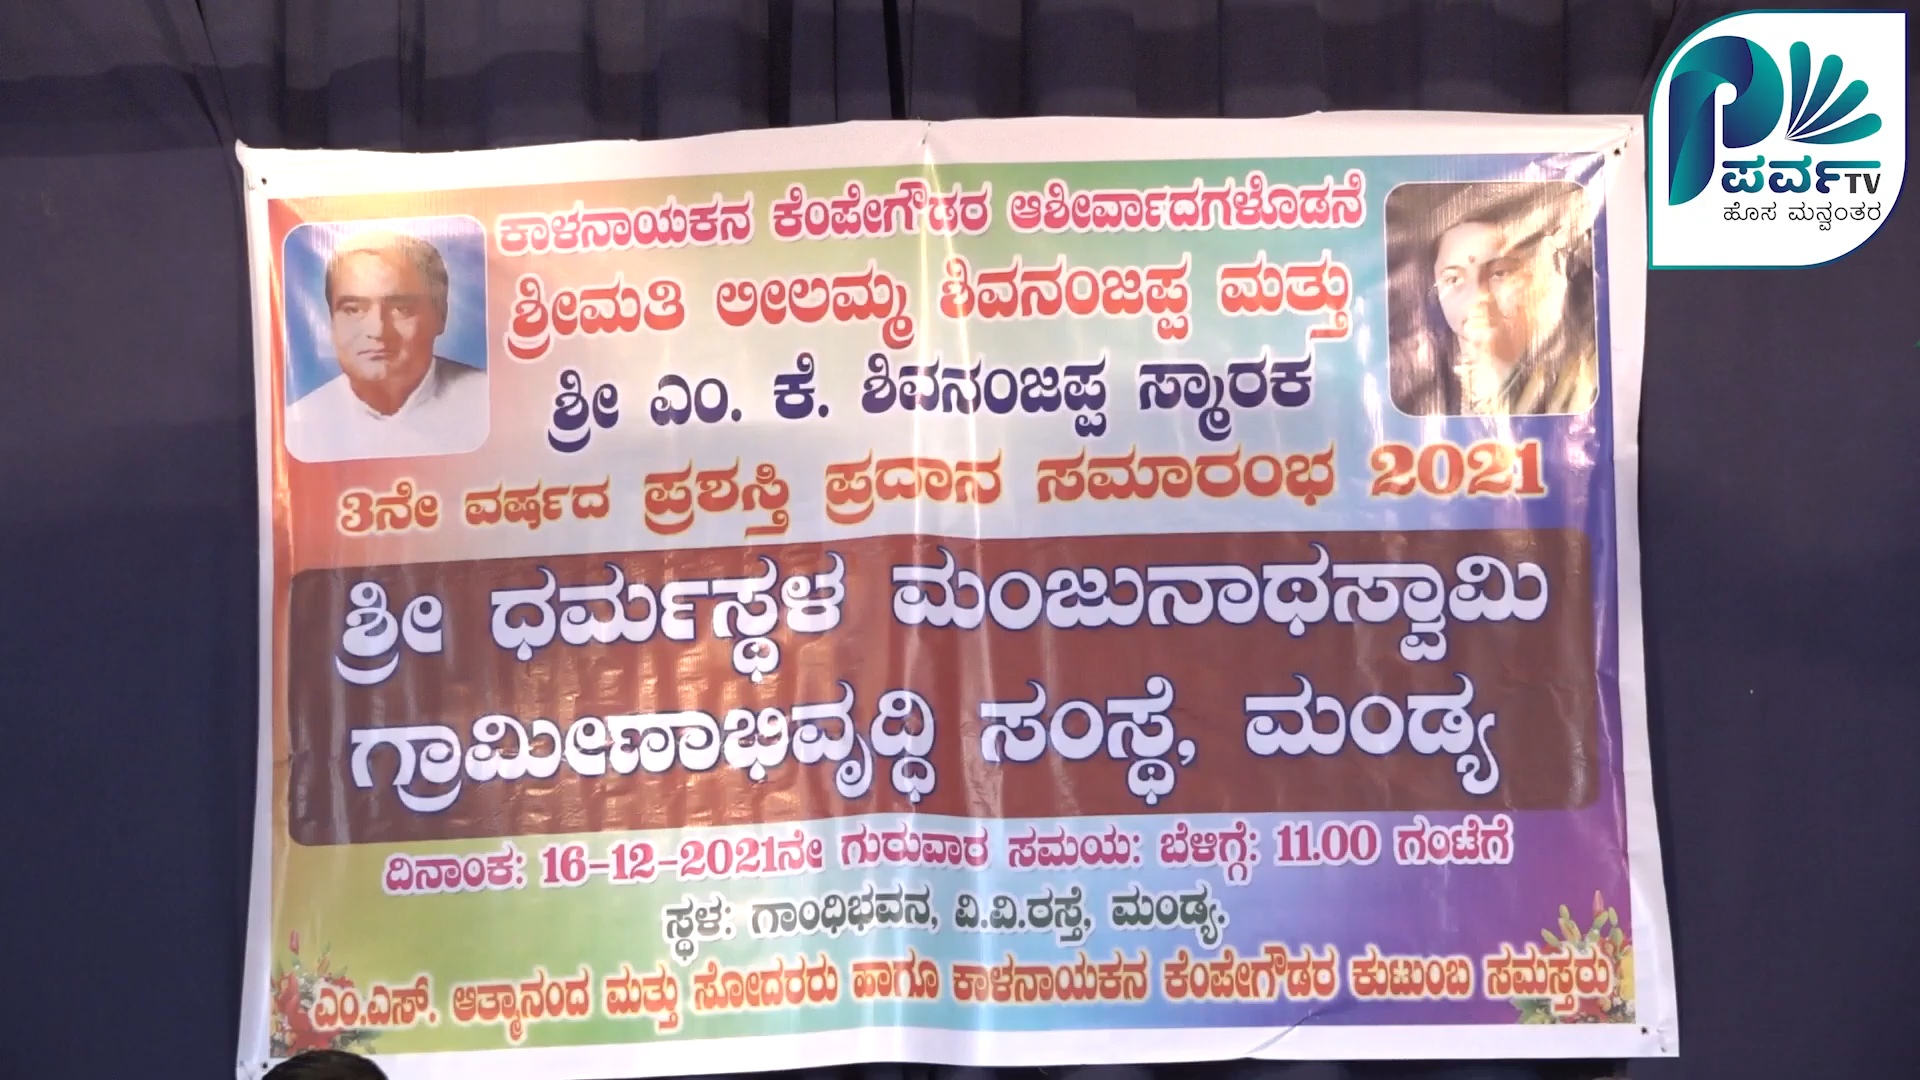 ಪರ್ವ TV
ಹೊಸ ಮನ್ವಂತರ
ಕಾಳನಾಯಕನ ಕೆಂಪೇಗೌಡರ ಆಶೀರ್ವಾದಗಳೊಡನೆ
ಶ್ರೀಮತಿ ಲೀಲಮ್ಮ ಶಿವನಂಜಪ್ಪ ಮತ್ತು
ಶ್ರೀ ಎಂ. ಕೆ. ಶಿವನಂಜಪ್ಪ ಸ್ಮಾರಕ
3ನೇ ವರ್ಷದ ಪ್ರಶಸ್ತಿ ಪ್ರದಾನ ಸಮಾರಂಭ 2021
ಶ್ರೀ ಧರ್ಮಸ್ಥಳ ಮಂಜುನಾಥಸ್ವಾಮಿ
ಗ್ರಾಮೀಣಾಭಿವೃದ್ಧಿ ಸಂಸ್ಥೆ, ಮಂಡ್ಯ
ದಿನಾಂಕ: 16-12-2021ನೇ ಗುರುವಾರ ಸಮಯ: ಬೆಳಿಗ್ಗೆ: 11.00 ಗಂಟೆಗೆ
ಸ್ಥಳ: ಗಾಂಧಿಭವನ, ವಿ.ವಿ.ರಸ್ತೆ, ಮಂಡ್ಯ.
ಎಂ.ಎಸ್. ಆತ್ಮಾನಂದ ಮತ್ತು ಸೋದರರು ಹಾಗೂ ಕಾಳನಾಯಕನ ಕೆಂಪೇಗೌಡರ ಕುಟುಂಬ ಸಮಸ್ತರು